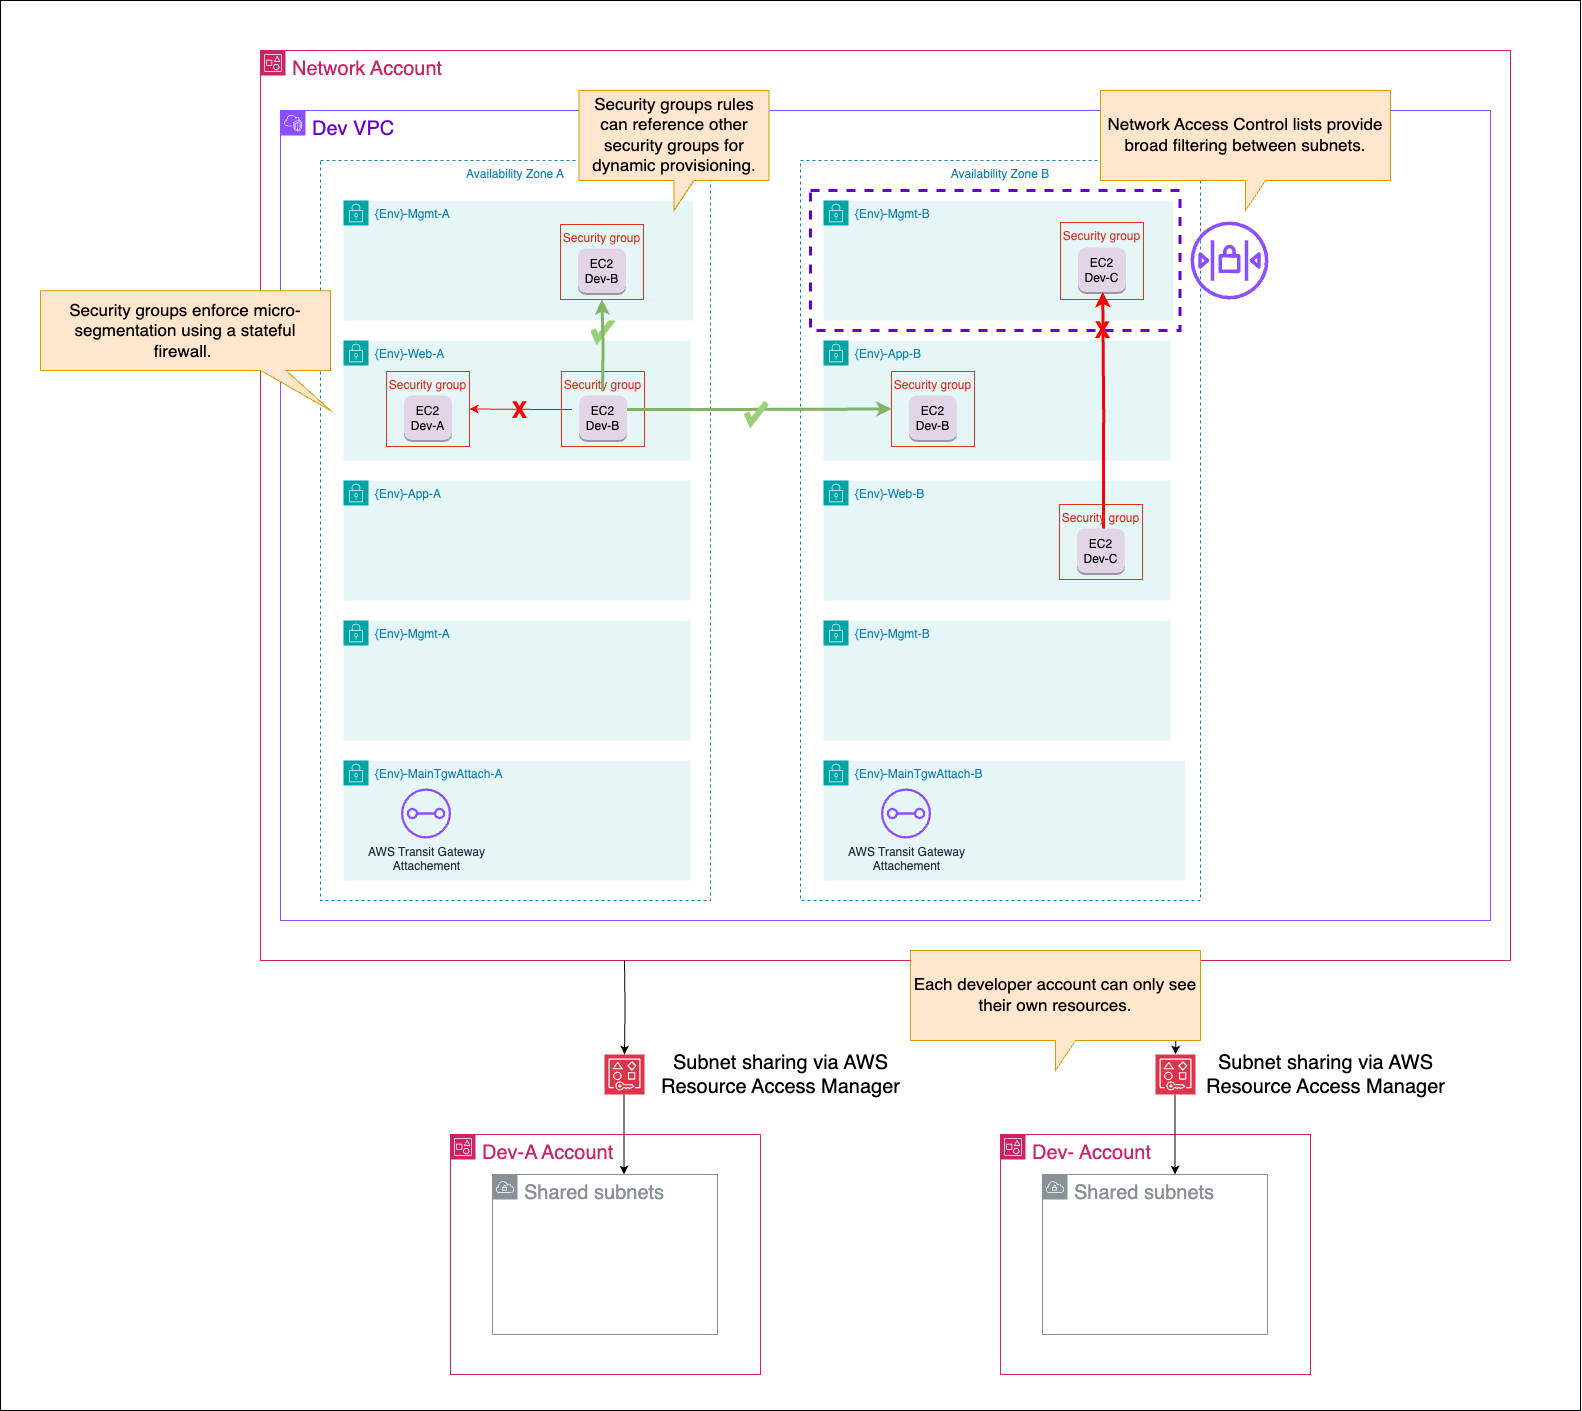 Network Account
Dev VPC
Security groups rules
can reference other
security groups for
dynamic provisioning.
Network Access Control lists provide
broad filtering between subnets.
Security groups enforce micro-
segmentation using a stateful
firewall.
Availability Zone A
{Env}-Mgmt-A
Security group
EC2
Dev-B
{Env}-Web-A
Security group
EC2
Dev-A
X
Security group
EC2
Dev-B
{Env}-App-A
{Env}-Mgmt-A
{Env}-MainTgwAttach-A
AWS Transit Gateway
Attachement
Availability Zone B
{Env}-Mgmt-B
Security group
EC2
Dev-C
X
{Env}-App-B
Security group
EC2
Dev-B
{Env}-Web-B
Security group
EC2
Dev-C
{Env}-Mgmt-B
{Env}-MainTgwAttach-B
AWS Transit Gateway
Attachement
Each developer account can only see
their own resources.
Subnet sharing via AWS
Resource Access Manager
Subnet sharing via AWS
Resource Access Manager
Dev-A Account
Shared subnets
Dev- Account
Shared subnets